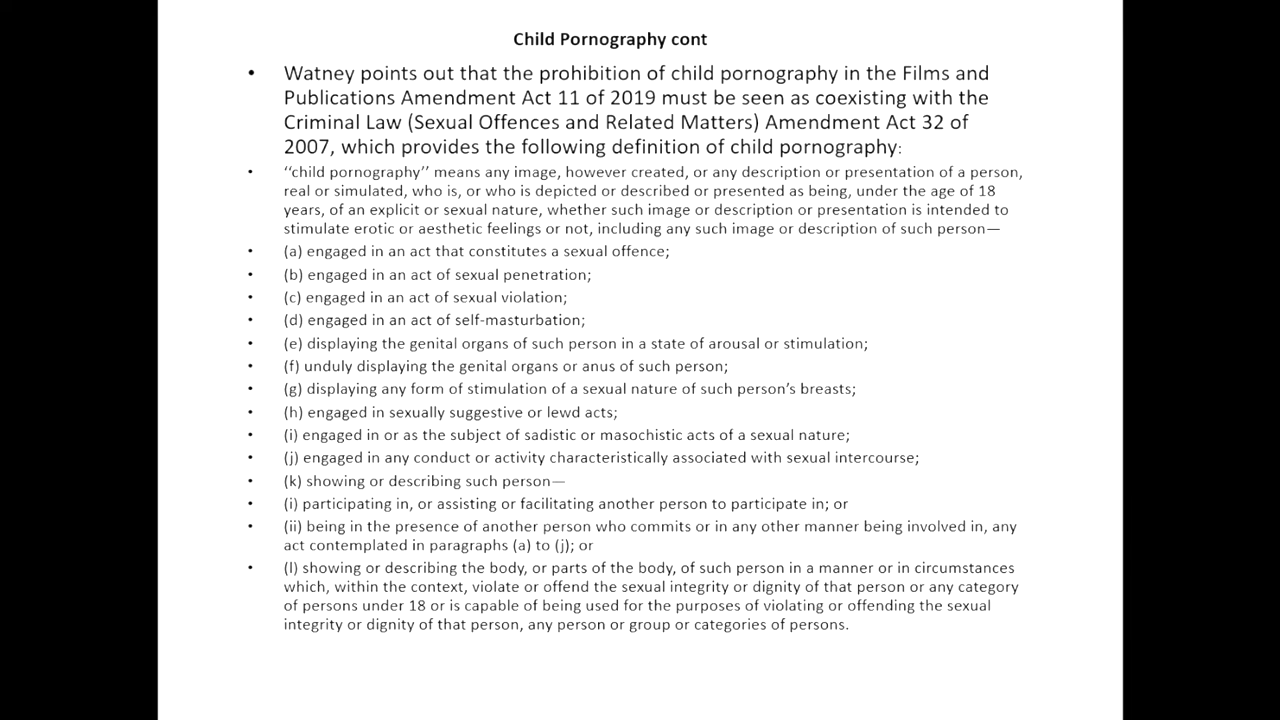 Child Pornography cont
• Watney points out that the prohibition of child pornography in the Films and
Publications Amendment Act 11 of 2019 must be seen as coexisting with the
Criminal Law (Sexual Offences and Related Matters) Amendment Act 32 of
2007, which provides the following definition of child pornography:
• ‘‘child pornography’’ means any image, however created, or any description or presentation of a person,
real or simulated, who is, or who is depicted or described or presented as being, under the age of 18
years, of an explicit or sexual nature, whether such image or description or presentation is intended to
stimulate erotic or aesthetic feelings or not, including any such image or description of such person—
• (a) engaged in an act that constitutes a sexual offence;
• (b) engaged in an act of sexual penetration;
• (c) engaged in an act of sexual violation;
• (d) engaged in an act of self-masturbation;
• (e) displaying the genital organs of such person in a state of arousal or stimulation;
• (f) unduly displaying the genital organs or anus of such person;
• (g) displaying any form of stimulation of a sexual nature of such person’s breasts;
• (h) engaged in sexually suggestive or lewd acts;
• (i) engaged in or as the subject of sadistic or masochistic acts of a sexual nature;
• (j) engaged in any conduct or activity characteristically associated with sexual intercourse;
• (k) showing or describing such person—
• (i) participating in, or assisting or facilitating another person to participate in; or
• (ii) being in the presence of another person who commits or in any other manner being involved in, any
act contemplated in paragraphs (a) to (j); or
• (l) showing or describing the body, or parts of the body, of such person in a manner or in circumstances
which, within the context, violate or offend the sexual integrity or dignity of that person or any category
of persons under 18 or is capable of being used for the purposes of violating or offending the sexual
integrity or dignity of that person, any person or group or categories of persons.